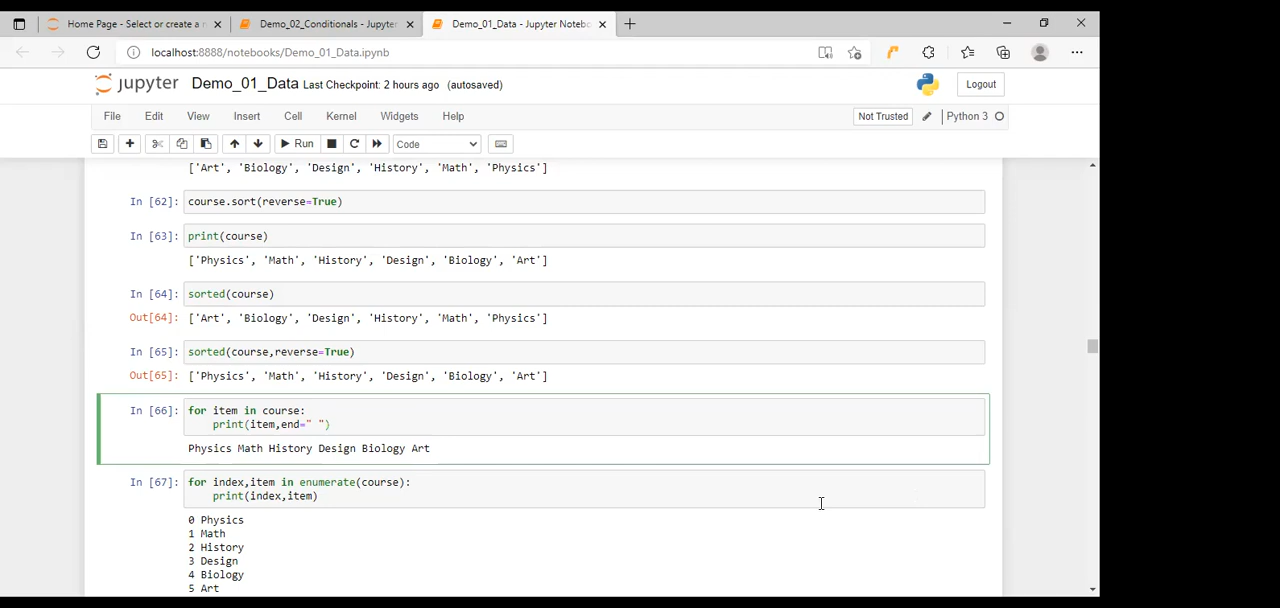 Home Page - Select or create a n
Demo_02_Conditionals - Jupyter
Demo_01_Data - Jupyter Notebo
localhost:8888/notebooks/Demo_01_Data.ipynb
jupyter Demo_01_Data Last Checkpoint: 2 hours ago (autosaved)
Logout
File Edit View Insert Cell Kernel Widgets Help
Not Trusted
Python 3
Run
Code
['Art', 'Biology', 'Design', 'History', 'Math', 'Physics']
In [62]: course.sort(reverse=True)
In [63]: print(course)
['Physics', 'Math', 'History', 'Design', 'Biology', 'Art']
In [64]: sorted(course)
Out[64]: ['Art', 'Biology', 'Design', 'History', 'Math', 'Physics']
In [65]: sorted(course,reverse=True)
Out[65]: ['Physics', 'Math', 'History', 'Design', 'Biology', 'Art']
In [66]: for item in course:
print(item,end=" ")
Physics Math History Design Biology Art
In [67]: for index,item in enumerate(course):
print(index,item)
0 Physics
1 Math
2 History
3 Design
4 Biology
5 Art